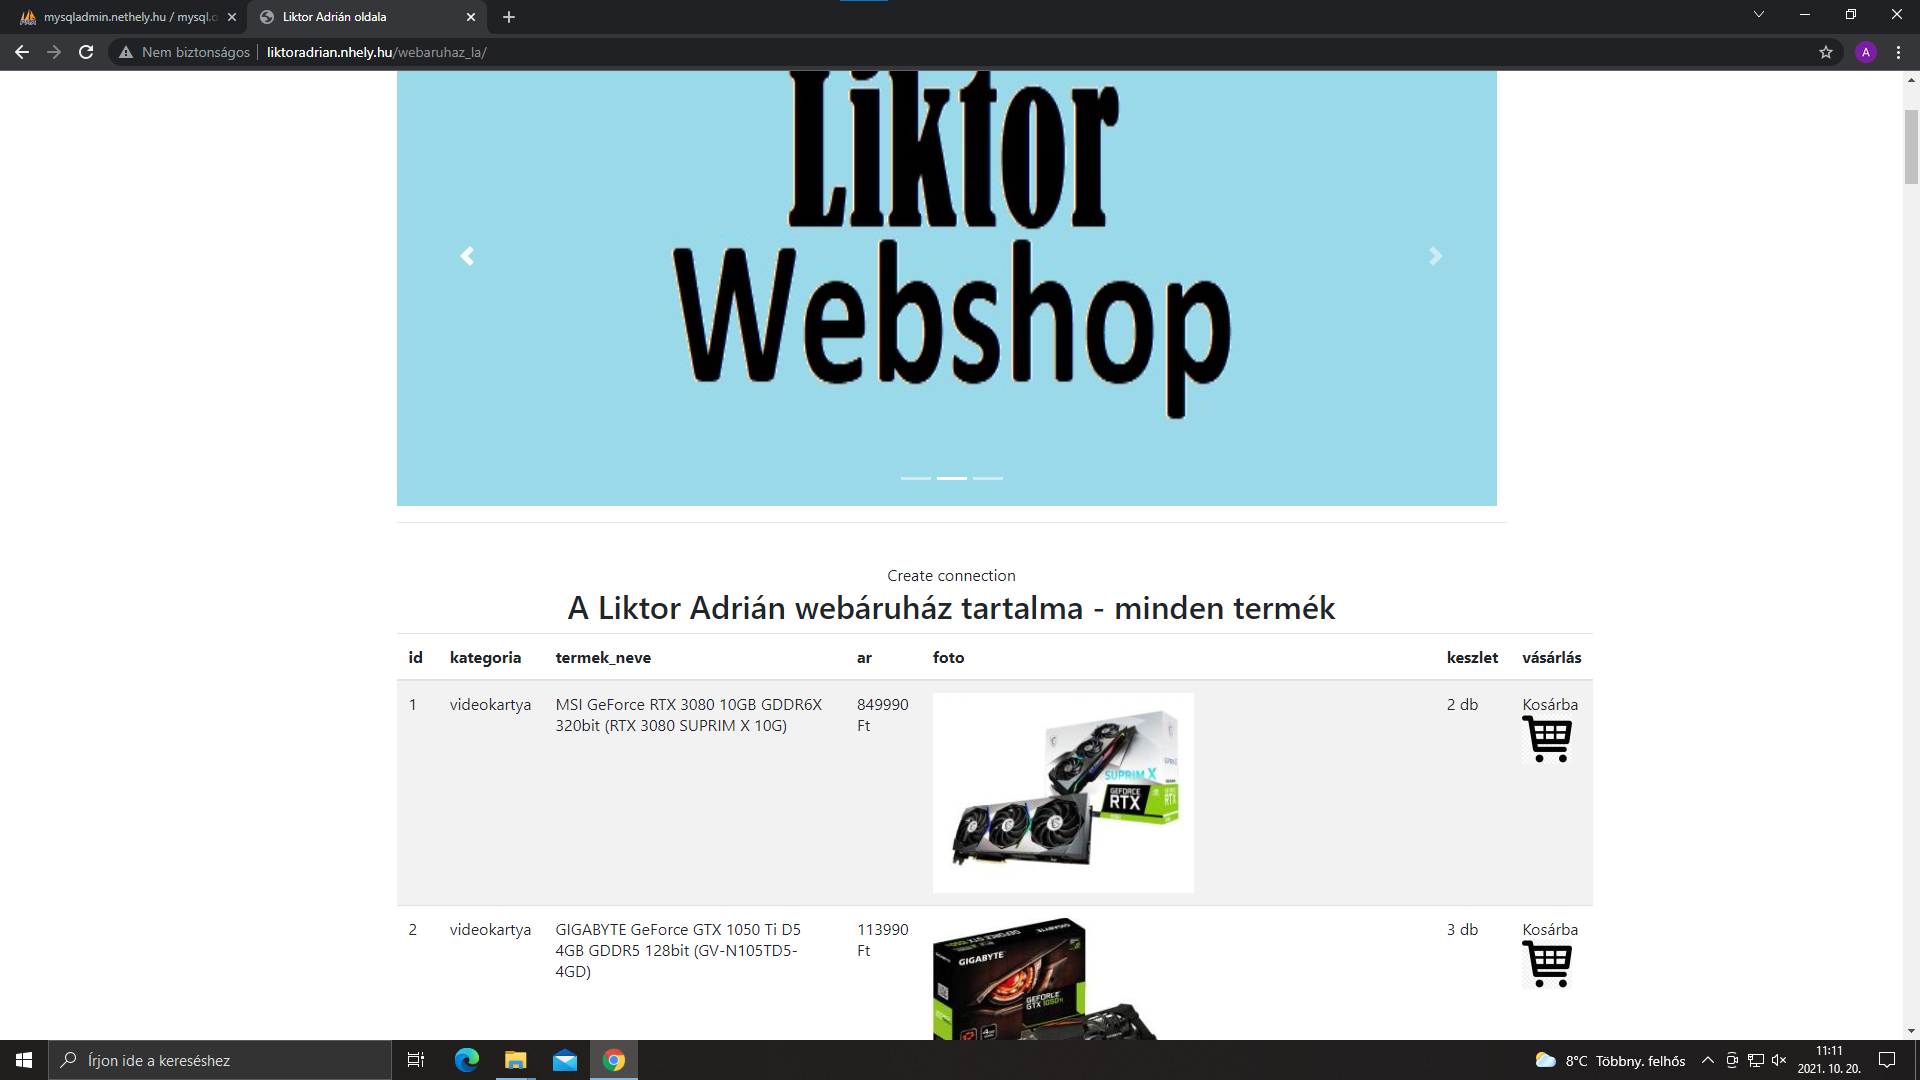 mysqladmin.nethely.hu / mysql.o
Liktor Adrián oldala
Nem biztonságos
liktoradrian.nhely.hu/webaruhaz_la/
A
Liktor
Webshop
Create connection
A Liktor Adrián webáruház tartalma - minden termék
id kategoria termek_neve ar foto keszlet vásárlás
1 videokartya MSI GeForce RTX 3080 10GB GDDR6X 849990 2 db Kosárba
320bit (RTX 3080 SUPRIM X 10G) Ft
SUPRIM X
GEFORCE
RTX
2 videokartya GIGABYTE GeForce GTX 1050 Ti D5 113990 3 db Kosárba
4GB GDDR5 128bit (GV-N105TD5- Ft
4GD)
GIGABYTE
GEFORCE
GTX 1050 Ti
Írjon ide a kereséshez
8°C Többny. felhős
11:11
2021. 10. 20.